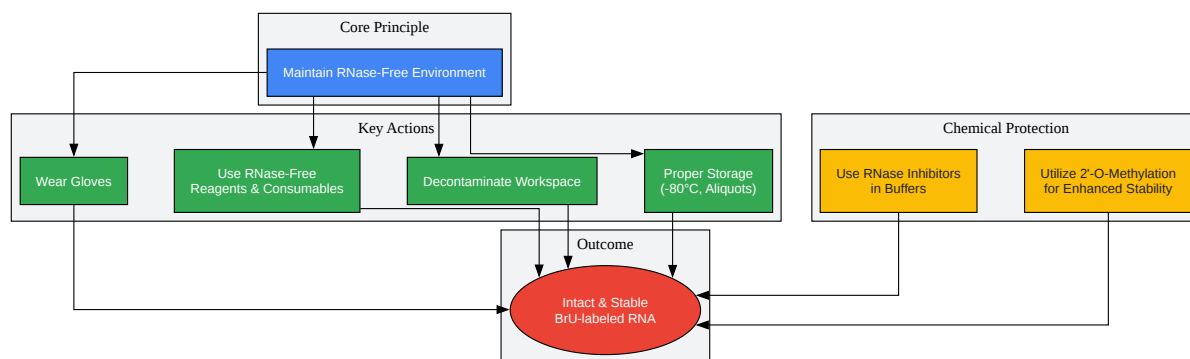 Core Principle
Maintain RNase-Free Environment
Key Actions
Wear Gloves
Use RNase-Free
Reagents & Consumables
Decontaminate Workspace
Proper Storage
(-80°C, Aliquots)
Chemical Protection
Use RNase Inhibitors
in Buffers
Utilize 2'-O-Methylation
for Enhanced Stability
Outcome
Intact & Stable
BrU-labeled RNA